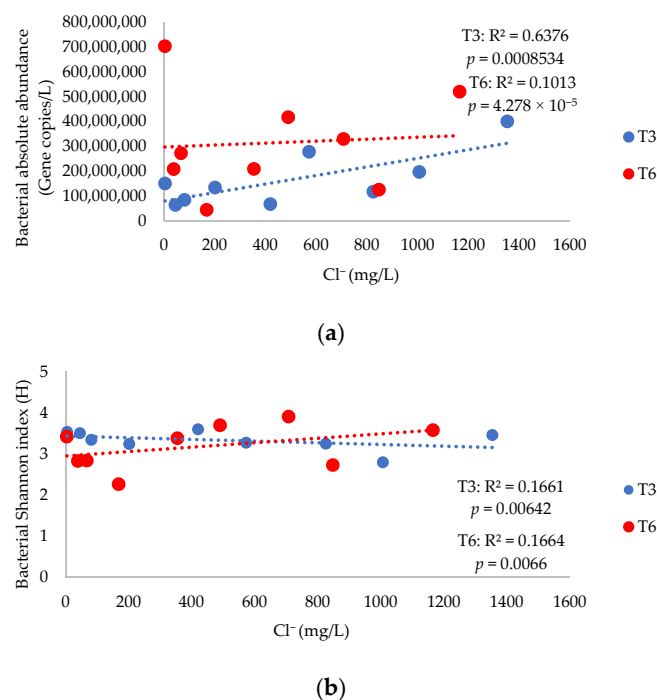 800,000,000
700,000,000
600,000,000
500,000,000
400,000,000
300,000,000
200,000,000
100,000,000
0
Bacterial absolute abundance
(Gene copies/L)
T3: R² = 0.6376
p = 0.0008534
T6: R² = 0.1013
p = 4.278 × 10⁻⁵
T3
T6
0 200 400 600 800 1000 1200 1400 1600
Cl⁻ (mg/L)
(a)
5
4
3
2
1
0
Bacterial Shannon index (H)
T3: R² = 0.1661
p = 0.00642
T6: R² = 0.1664
p = 0.0066
T3
T6
0 200 400 600 800 1000 1200 1400 1600
Cl⁻ (mg/L)
(b)